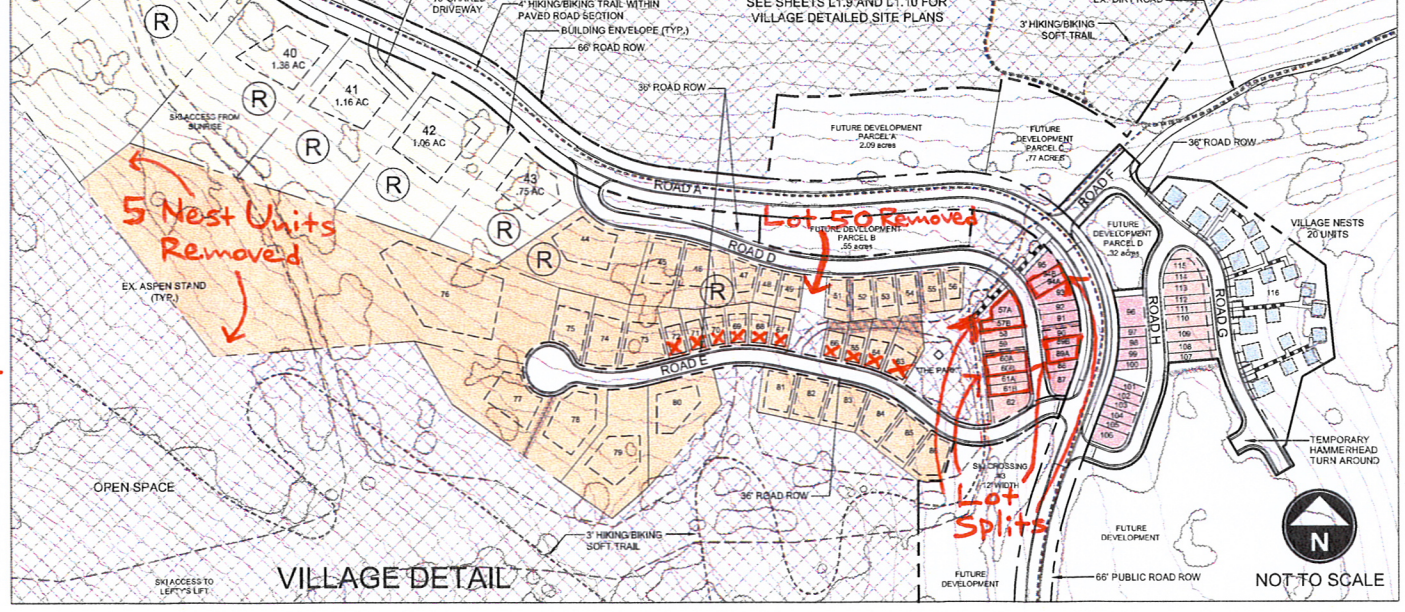 DRIVEWAY
4' HIKING/BIKING TRAIL WITHIN
PAVED ROAD SECTION
BUILDING ENVELOPE (TYP.)
66' ROAD ROW
SEE SHEETS L1.9 AND L1.10 FOR
VILLAGE DETAILED SITE PLANS
3' HIKING/BIKING
SOFT TRAIL
R
40
1.36 AC
R
41
1.16 AC
36' ROAD ROW
SKI ACCESS FROM
SUNRISE
R
42
1.06 AC
FUTURE DEVELOPMENT
PARCEL A
2.09 acres
FUTURE
DEVELOPMENT
PARCEL C
.77 ACRES
36' ROAD ROW
R
43
.75 AC
ROAD A
ROAD F
5 Nest Units
Removed
R
44
Lot 50 Removed
FUTURE DEVELOPMENT
PARCEL B
.55 acres
FUTURE
DEVELOPMENT
PARCEL D
.32 acres
VILLAGE NESTS
20 UNITS
R
ROAD D
45
46
R
47
48
49
51
52
53
54
55
56
EX. ASPEN STAND
(TYP.)
76
75
74
73
69
68
66
ROAD E
"THE PARK"
57A
57B
58
59
60A
60B
61A
61B
62
95
94A
93
92
91
89A
88
87
96
97
98
99
100
101
102
103
104
105
106
ROAD H
115
114
113
112
111
110
109
108
107
ROAD G
116
77
78
79
80
81
82
83
84
85
86
OPEN SPACE
36' ROAD ROW
SKI CROSSING
#3
12' WIDTH
Lot
Splits
TEMPORARY
HAMMERHEAD
TURN AROUND
3' HIKING/BIKING
SOFT TRAIL
FUTURE
DEVELOPMENT
N
SKI ACCESS TO
LEFTY'S LIFT
VILLAGE DETAIL
FUTURE
DEVELOPMENT
66' PUBLIC ROAD ROW
NOT TO SCALE